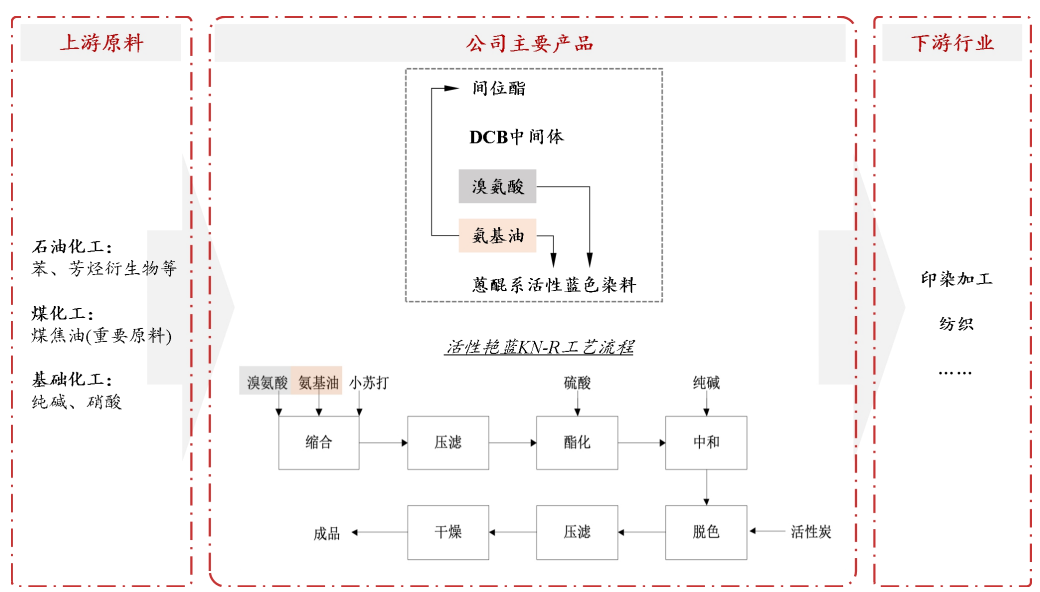 上游原料
石油化工：
苯、芳烃衍生物等
煤化工：
煤焦油(重要原料)
基础化工：
纯碱、硝酸
公司主要产品
间位酯
DCB中间体
溴氨酸
氨基油
蒽醌系活性蓝色染料
活性艳蓝KN-R工艺流程
溴氨酸 氨基油 小苏打 硫酸 纯碱
缩合 压滤 酯化 中和
成品 干燥 压滤 脱色 活性炭
下游行业
印染加工
纺织
……